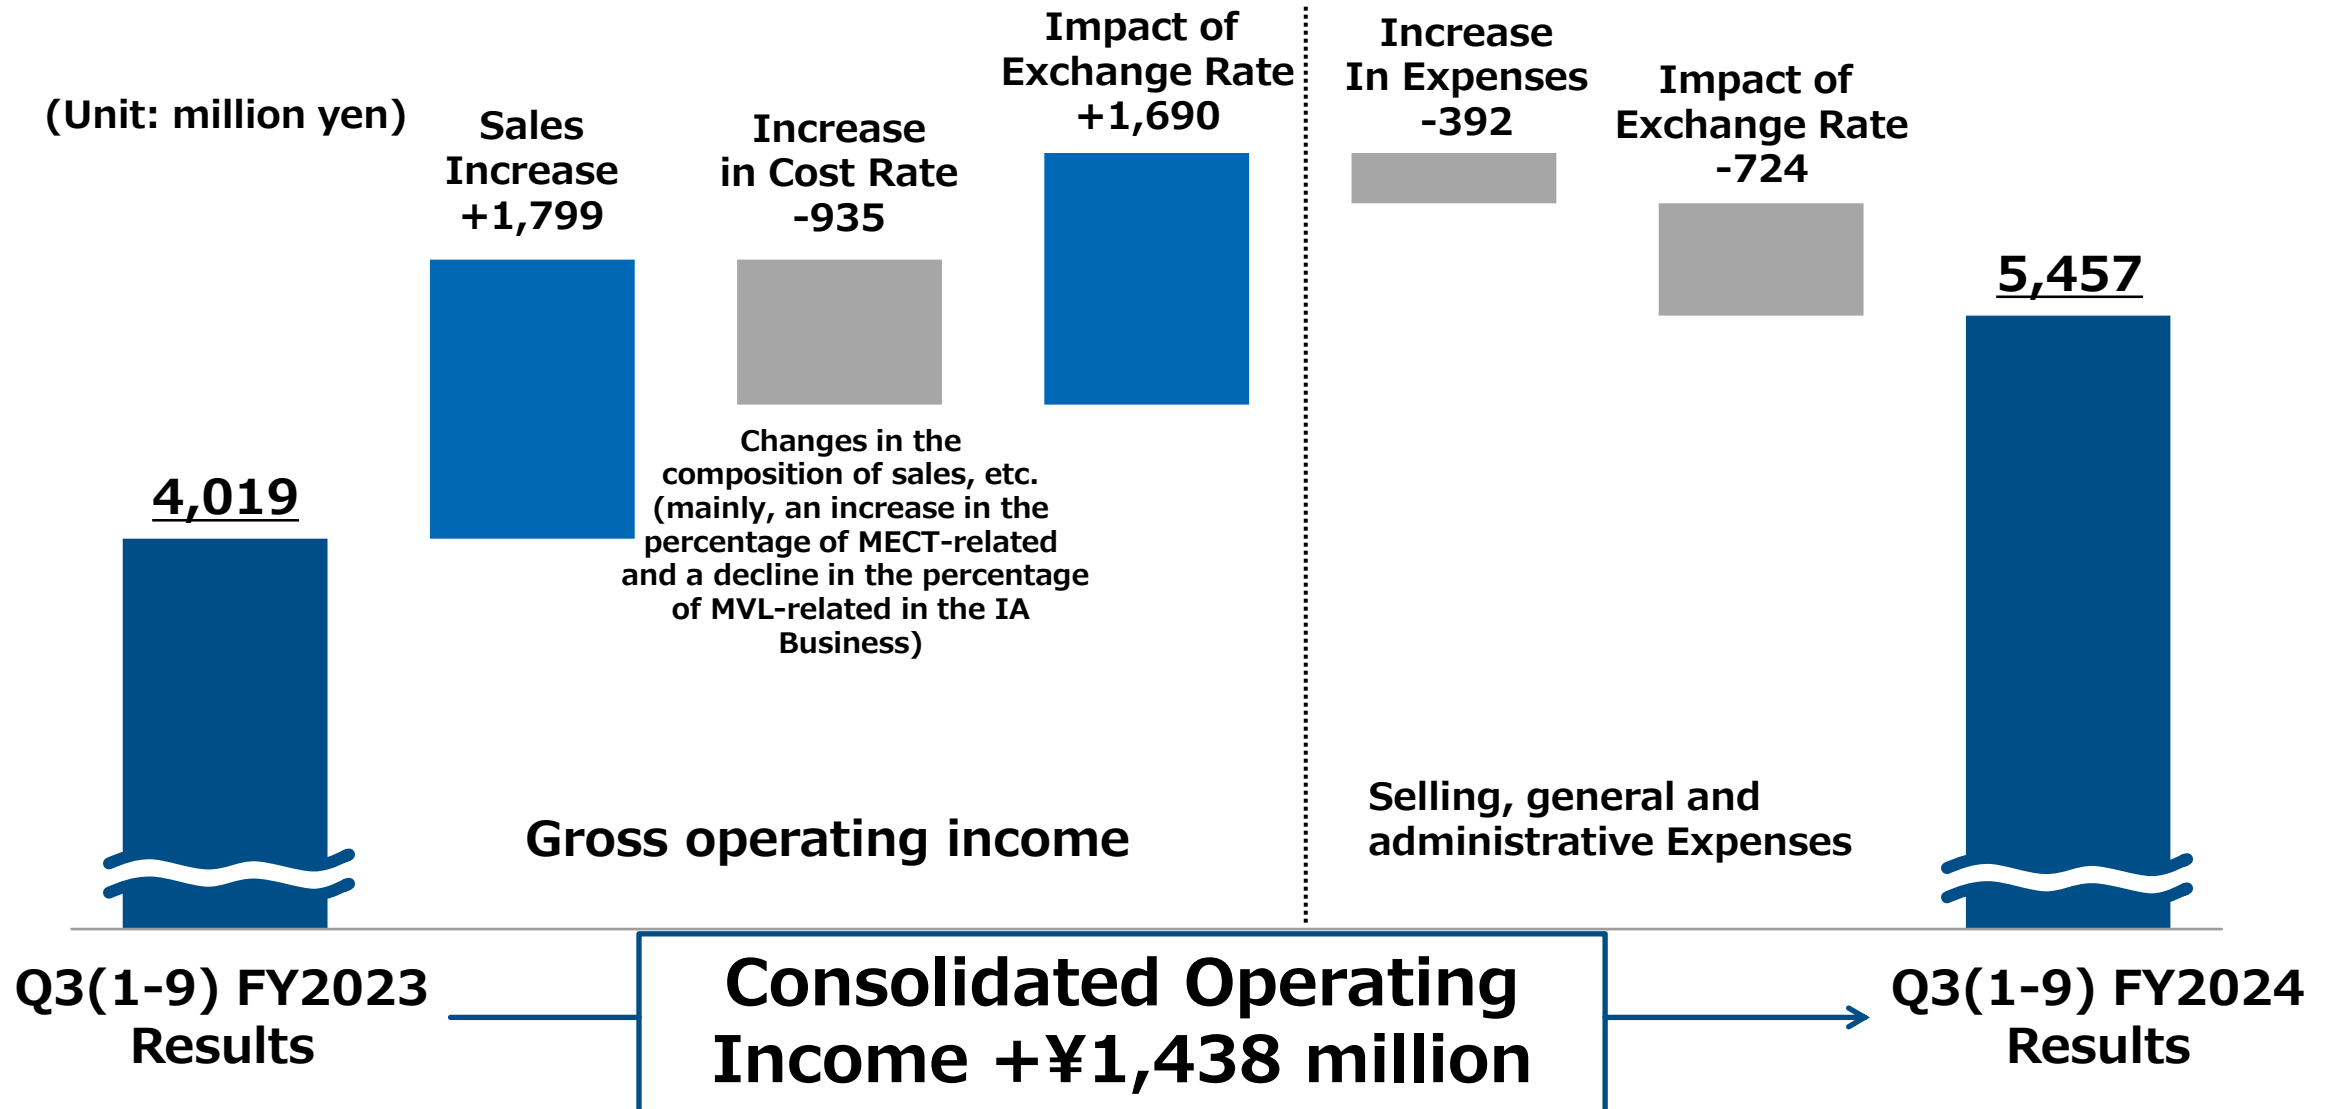 (Unit: million yen)
Sales
Increase
+1,799
Increase
in Cost Rate
-935
Impact of
Exchange Rate
+1,690
Increase
In Expenses
-392
Impact of
Exchange Rate
-724
4,019
5,457
Changes in the
composition of sales, etc.
(mainly, an increase in the
percentage of MECT-related
and a decline in the percentage
of MVL-related in the IA
Business)
Gross operating income
Selling, general and
administrative Expenses
Q3(1-9) FY2023
Results
Consolidated Operating
Income +¥1,438 million
Q3(1-9) FY2024
Results